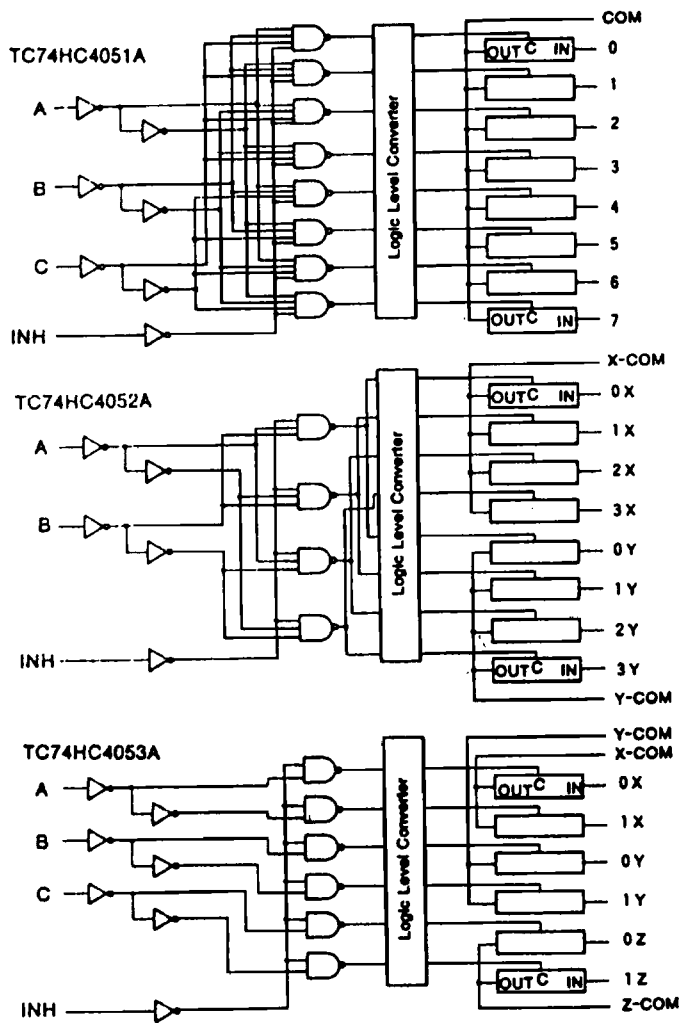 COM
TC74HC4051A
OUT C IN 0
1
A
2
3
B
4
5
C
6
OUT C IN 7
INH
Logic Level Converter
X-COM
TC74HC4052A
OUT C IN 0X
A
1X
2X
B
3X
0Y
1Y
2Y
INH
OUT C IN 3Y
Y-COM
Logic Level Converter
Y-COM
TC74HC4053A
X-COM
A
OUT C IN 0X
1X
B
0Y
C
1Y
0Z
OUT C IN 1Z
INH
Z-COM
Logic Level Converter